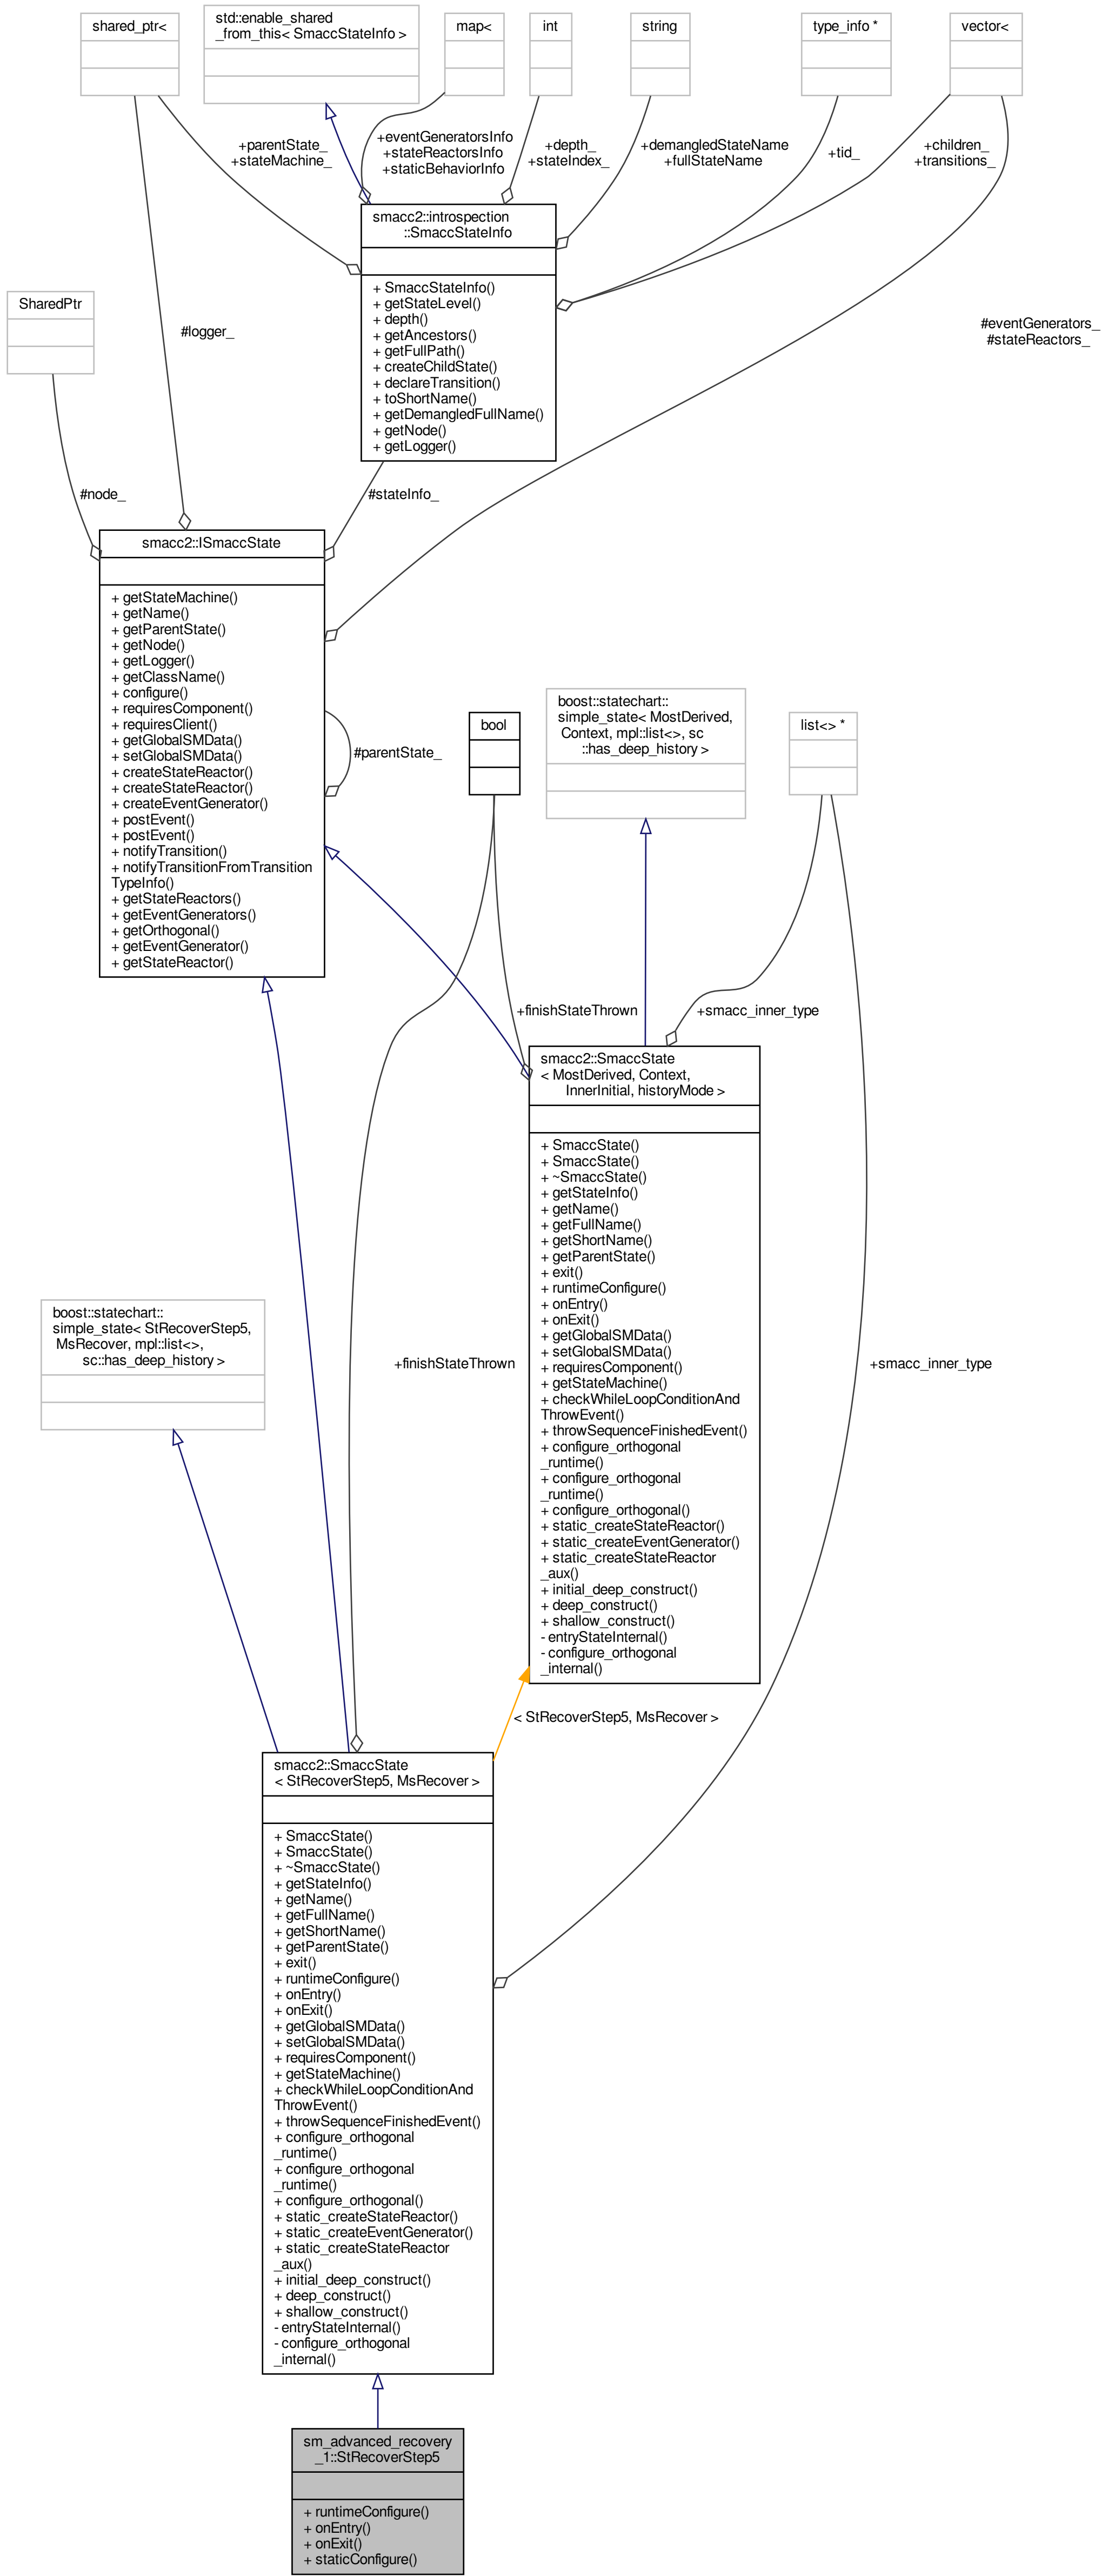 shared_ptr<
std::enable_shared
_from_this< SmaccStateInfo >
map<
int
string
type_info *
vector<
+parentState_
+stateMachine_
+eventGeneratorsInfo
+stateReactorsInfo
+staticBehaviorInfo
+depth_
+stateIndex_
+demangledStateName
+fullStateName
+tid_
+children_
+transitions_
smacc2::introspection
::SmaccStateInfo
+ SmaccStateInfo()
+ getStateLevel()
+ depth()
+ getAncestors()
+ getFullPath()
+ createChildState()
+ declareTransition()
+ toShortName()
+ getDemangledFullName()
+ getNode()
+ getLogger()
SharedPtr
#logger_
#eventGenerators_
#stateReactors_
#node_
#stateInfo_
smacc2::ISmaccState
+ getStateMachine()
+ getName()
+ getParentState()
+ getNode()
+ getLogger()
+ getClassName()
+ configure()
+ requiresComponent()
+ requiresClient()
+ getGlobalSMData()
+ setGlobalSMData()
+ createStateReactor()
+ createStateReactor()
+ createEventGenerator()
+ postEvent()
+ postEvent()
+ notifyTransition()
+ notifyTransitionFromTransition
TypeInfo()
+ getStateReactors()
+ getEventGenerators()
+ getOrthogonal()
+ getEventGenerator()
+ getStateReactor()
#parentState_
bool
boost::statechart::
simple_state< MostDerived,
Context, mpl::list<>, sc
::has_deep_history >
list<> *
+finishStateThrown
+smacc_inner_type
smacc2::SmaccState
< MostDerived, Context,
InnerInitial, historyMode >
+ SmaccState()
+ SmaccState()
+ ~SmaccState()
+ getStateInfo()
+ getName()
+ getFullName()
+ getShortName()
+ getParentState()
+ exit()
+ runtimeConfigure()
+ onEntry()
+ onExit()
+ getGlobalSMData()
+ setGlobalSMData()
+ requiresComponent()
+ getStateMachine()
+ checkWhileLoopConditionAnd
ThrowEvent()
+ throwSequenceFinishedEvent()
+ configure_orthogonal
_runtime()
+ configure_orthogonal
_runtime()
+ configure_orthogonal()
+ static_createStateReactor()
+ static_createEventGenerator()
+ static_createStateReactor
_aux()
+ initial_deep_construct()
+ deep_construct()
+ shallow_construct()
- entryStateInternal()
- configure_orthogonal
_internal()
boost::statechart::
simple_state< StRecoverStep5,
MsRecover, mpl::list<>,
sc::has_deep_history >
+finishStateThrown
+smacc_inner_type
< StRecoverStep5, MsRecover >
smacc2::SmaccState
< StRecoverStep5, MsRecover >
+ SmaccState()
+ SmaccState()
+ ~SmaccState()
+ getStateInfo()
+ getName()
+ getFullName()
+ getShortName()
+ getParentState()
+ exit()
+ runtimeConfigure()
+ onEntry()
+ onExit()
+ getGlobalSMData()
+ setGlobalSMData()
+ requiresComponent()
+ getStateMachine()
+ checkWhileLoopConditionAnd
ThrowEvent()
+ throwSequenceFinishedEvent()
+ configure_orthogonal
_runtime()
+ configure_orthogonal
_runtime()
+ configure_orthogonal()
+ static_createStateReactor()
+ static_createEventGenerator()
+ static_createStateReactor
_aux()
+ initial_deep_construct()
+ deep_construct()
+ shallow_construct()
- entryStateInternal()
- configure_orthogonal
_internal()
sm_advanced_recovery
_1::StRecoverStep5
+ runtimeConfigure()
+ onEntry()
+ onExit()
+ staticConfigure()